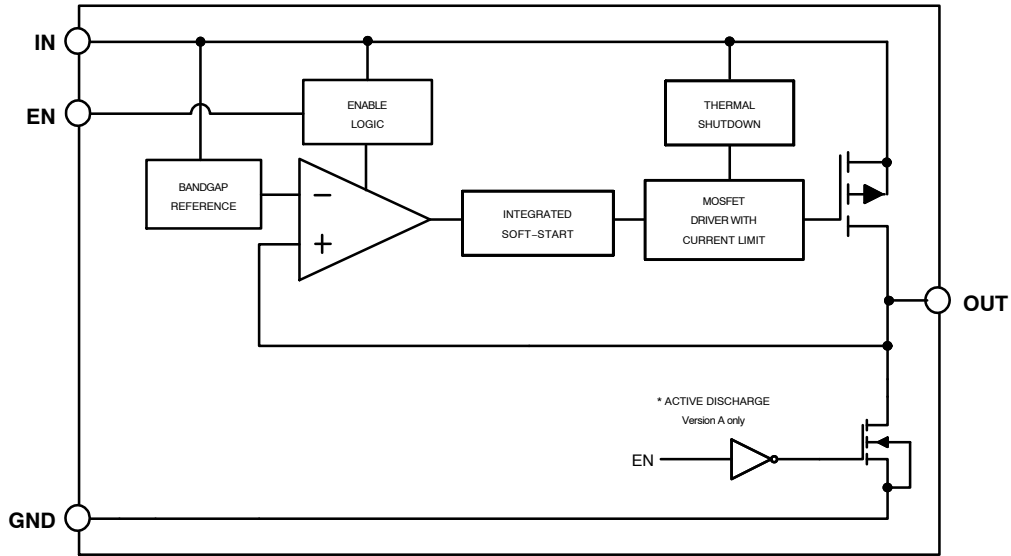 IN
EN
ENABLE
LOGIC
THERMAL
SHUTDOWN
BANDGAP
REFERENCE
−
+
INTEGRATED
SOFT−START
MOSFET
DRIVER WITH
CURRENT LIMIT
OUT
* ACTIVE DISCHARGE
Version A only
EN
GND